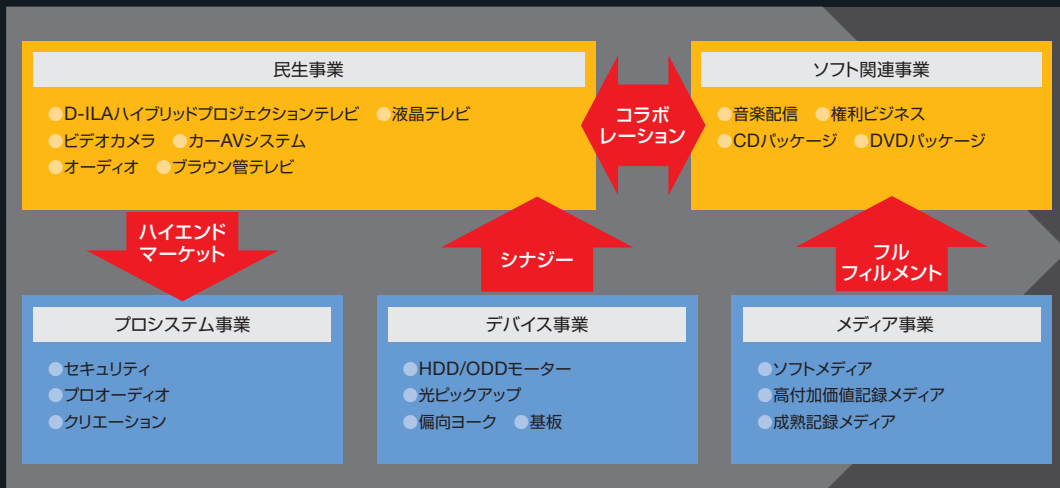 民生事業
●D-ILAハイブリッドプロジェクションテレビ ●液晶テレビ
●ビデオカメラ ●カーAVシステム
●オーディオ ●ブラウン管テレビ
コラボ
レーション
ソフト関連事業
●音楽配信 ●権利ビジネス
●CDパッケージ ●DVDパッケージ
ハイエンド
マーケット
シナジー
フル
フィルメント
プロシステム事業
●セキュリティ
●プロオーディオ
●クリエーション
デバイス事業
●HDD/ODDモーター
●光ピックアップ
●偏向ヨーク ●基板
メディア事業
●ソフトメディア
●高付加価値記録メディア
●成熟記録メディア